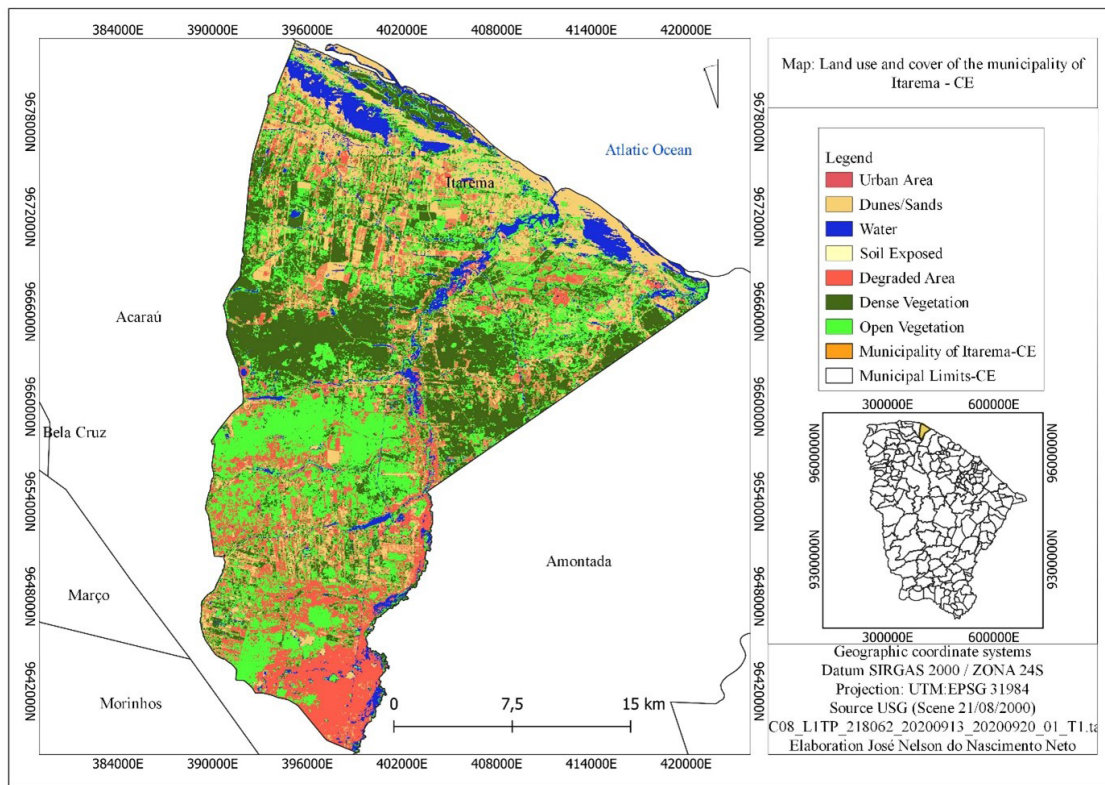 384000E 390000E 396000E 402000E 408000E 414000E 420000E
Map: Land use and cover of the municipality of
Itarema - CE
9678000N
9678000N
Atlatic Ocean
Itarema
9672000N
9672000N
9666000N
9666000N
Acaraú
9660000N
9660000N
Bela Cruz
9654000N
9654000N
Amontada
9648000N
9648000N
Março
9642000N
9642000N
Morinhos
0 7,5 15 km
384000E 390000E 396000E 402000E 408000E 414000E 420000E
Legend
Urban Area
Dunes/Sands
Water
Soil Exposed
Degraded Area
Dense Vegetation
Open Vegetation
Municipality of Itarema-CE
Municipal Limits-CE
300000E 600000E
9600000N
9600000N
9300000N
9300000N
300000E 600000E
Geographic coordinate systems
Datum SIRGAS 2000 / ZONA 24S
Projection: UTM:EPSG 31984
Source USG (Scene 21/08/2000)
C08_L1TP_218062_20200913_20200920_01_T1.ta
Elaboration José Nelson do Nascimento Neto